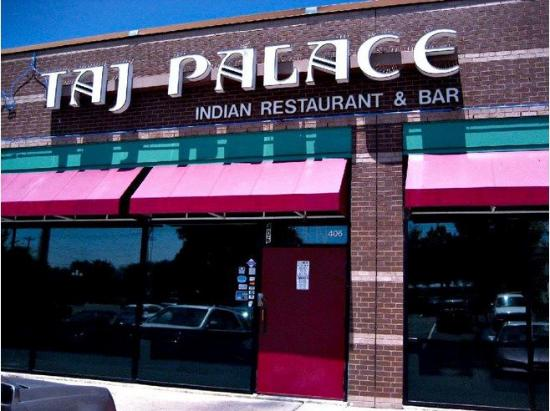 TAJ PALACE
INDIAN RESTAURANT & BAR
406